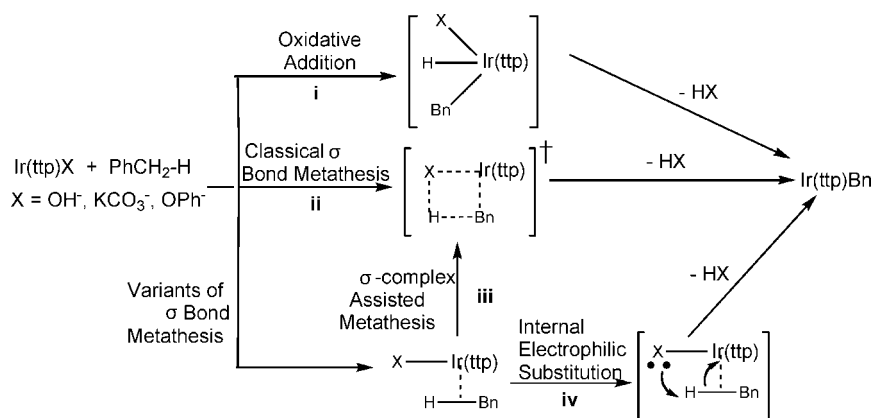 Oxidative
Addition
i
X
H
Ir(ttp)
Bn
- HX
Ir(ttp)X + PhCH₂-H
X = OH⁻, KCO₃⁻, OPh⁻
Classical σ
Bond Metathesis
ii
X
Ir(ttp)
H
Bn
†
- HX
Ir(ttp)Bn
Variants of
σ Bond
Metathesis
σ-complex
Assisted
Metathesis
iii
- HX
X
Ir(ttp)
H
Bn
Internal
Electrophilic
Substitution
iv
X
Ir(ttp)
H
Bn